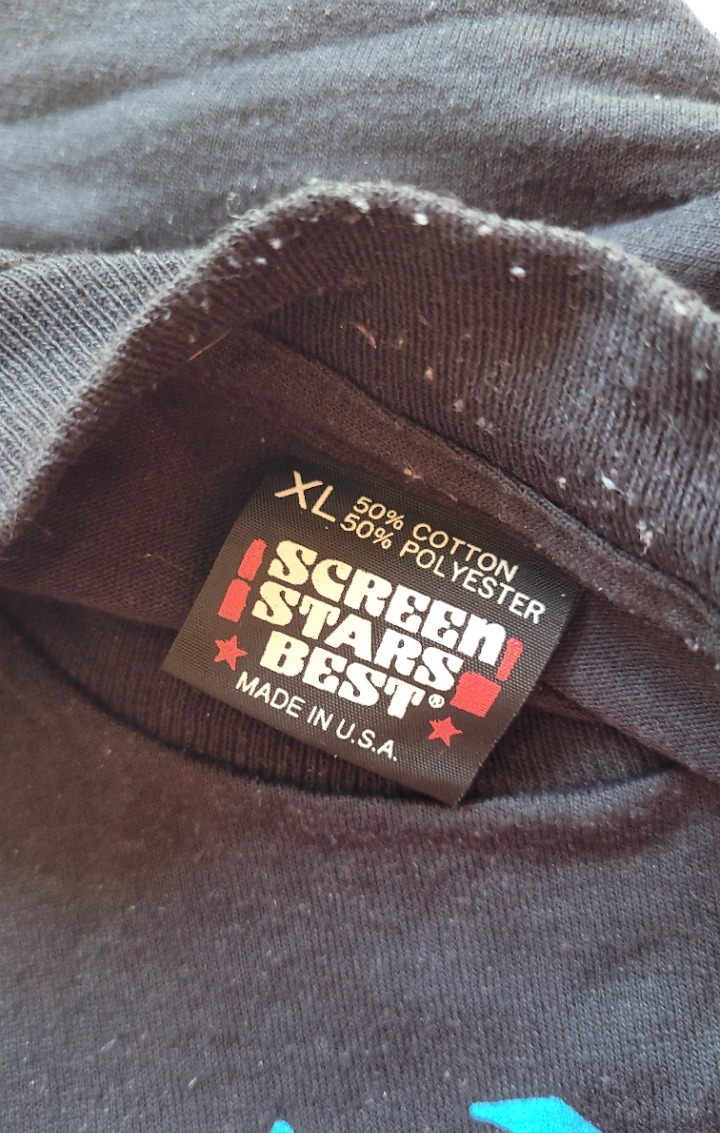 XL
50% COTTON
50% POLYESTER
SCREEN
STARS
BEST®
MADE IN U.S.A.